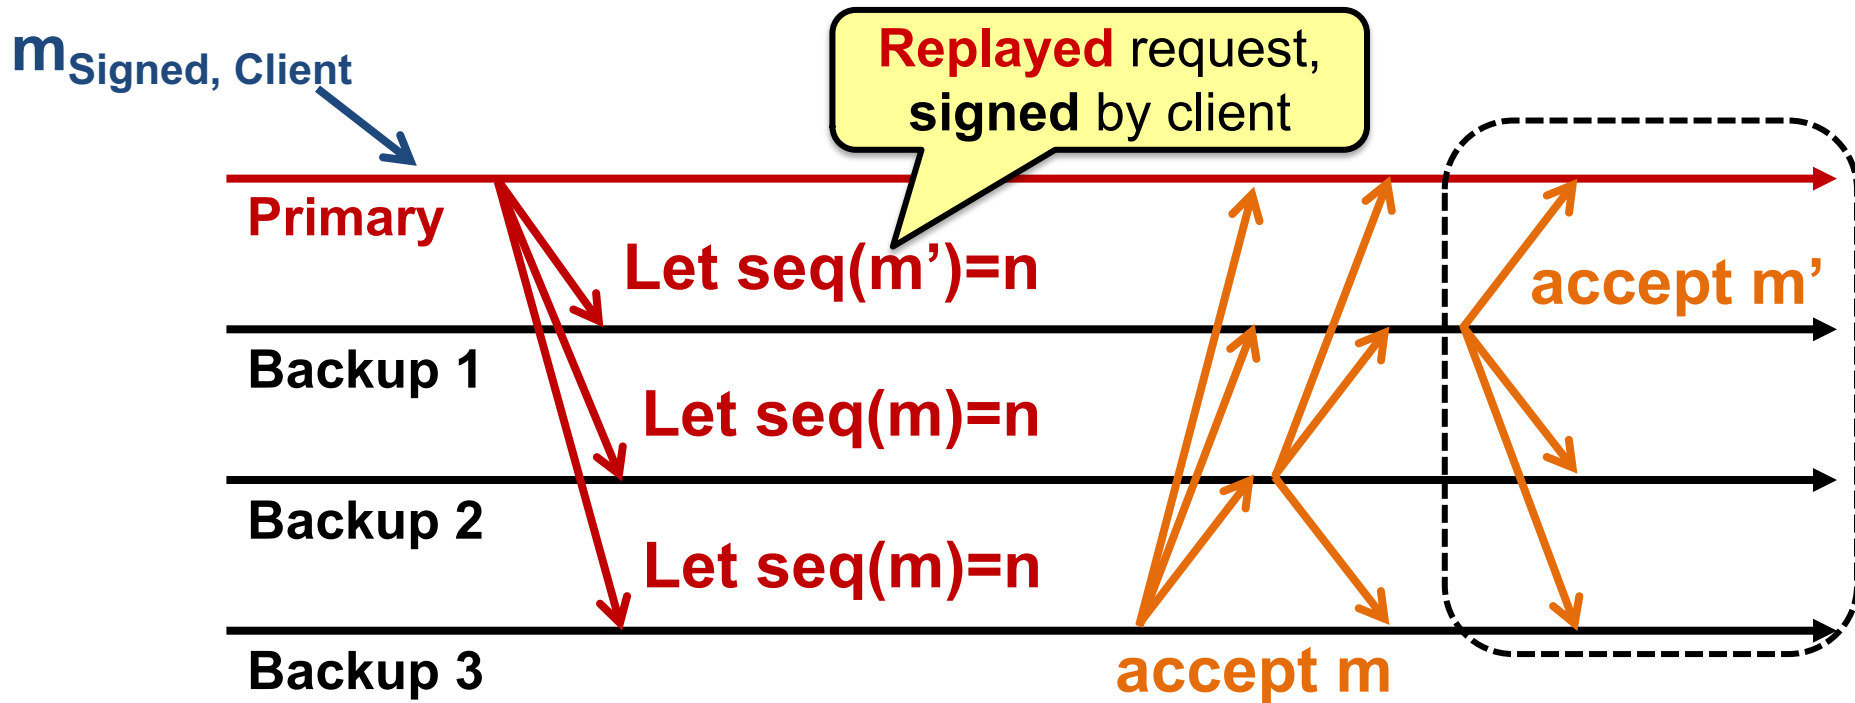 m Signed, Client
Replayed request,
signed by client
Primary
Let seq(m’)=n
accept m’
Backup 1
Let seq(m)=n
Backup 2
Let seq(m)=n
accept m
Backup 3